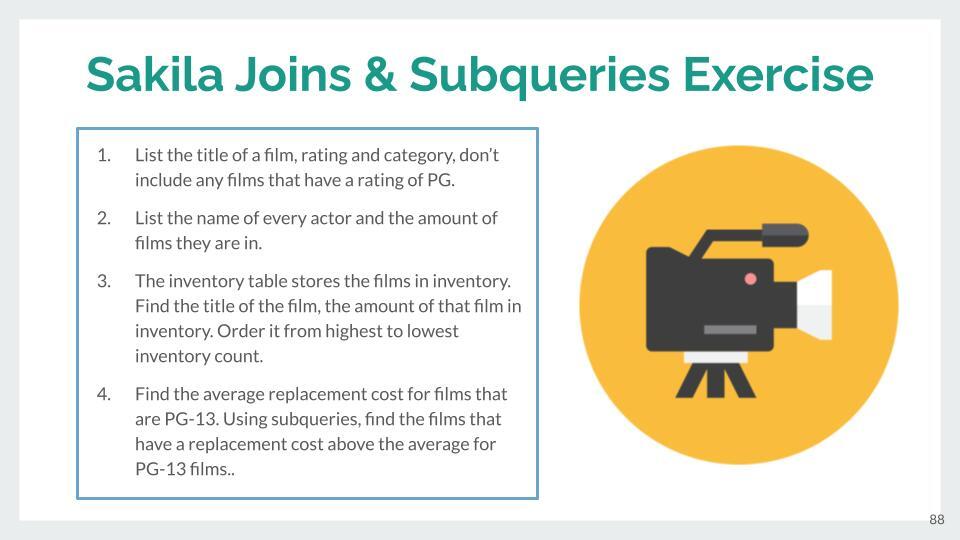 Sakila Joins & Subqueries Exercise
1. List the title of a film, rating and category, don't
include any films that have a rating of PG.
2. List the name of every actor and the amount of
films they are in.
3. The inventory table stores the films in inventory.
Find the title of the film, the amount of that film in
inventory. Order it from highest to lowest
inventory count.
4. Find the average replacement cost for films that
are PG-13. Using subqueries, find the films that
have a replacement cost above the average for
PG-13 films..
88